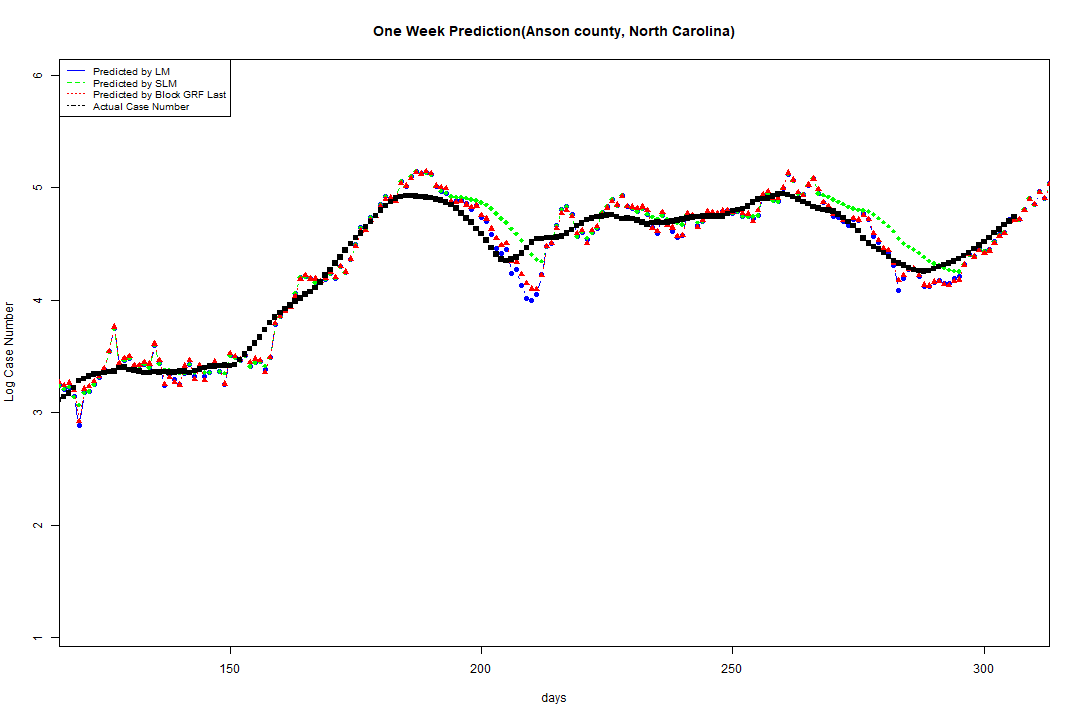 One Week Prediction(Anson county, North Carolina)
Predicted by LM
Predicted by SLM
Predicted by Block GRF Last
Actual Case Number
6
5
4
3
2
1
Log Case Number
150 200 250 300
days